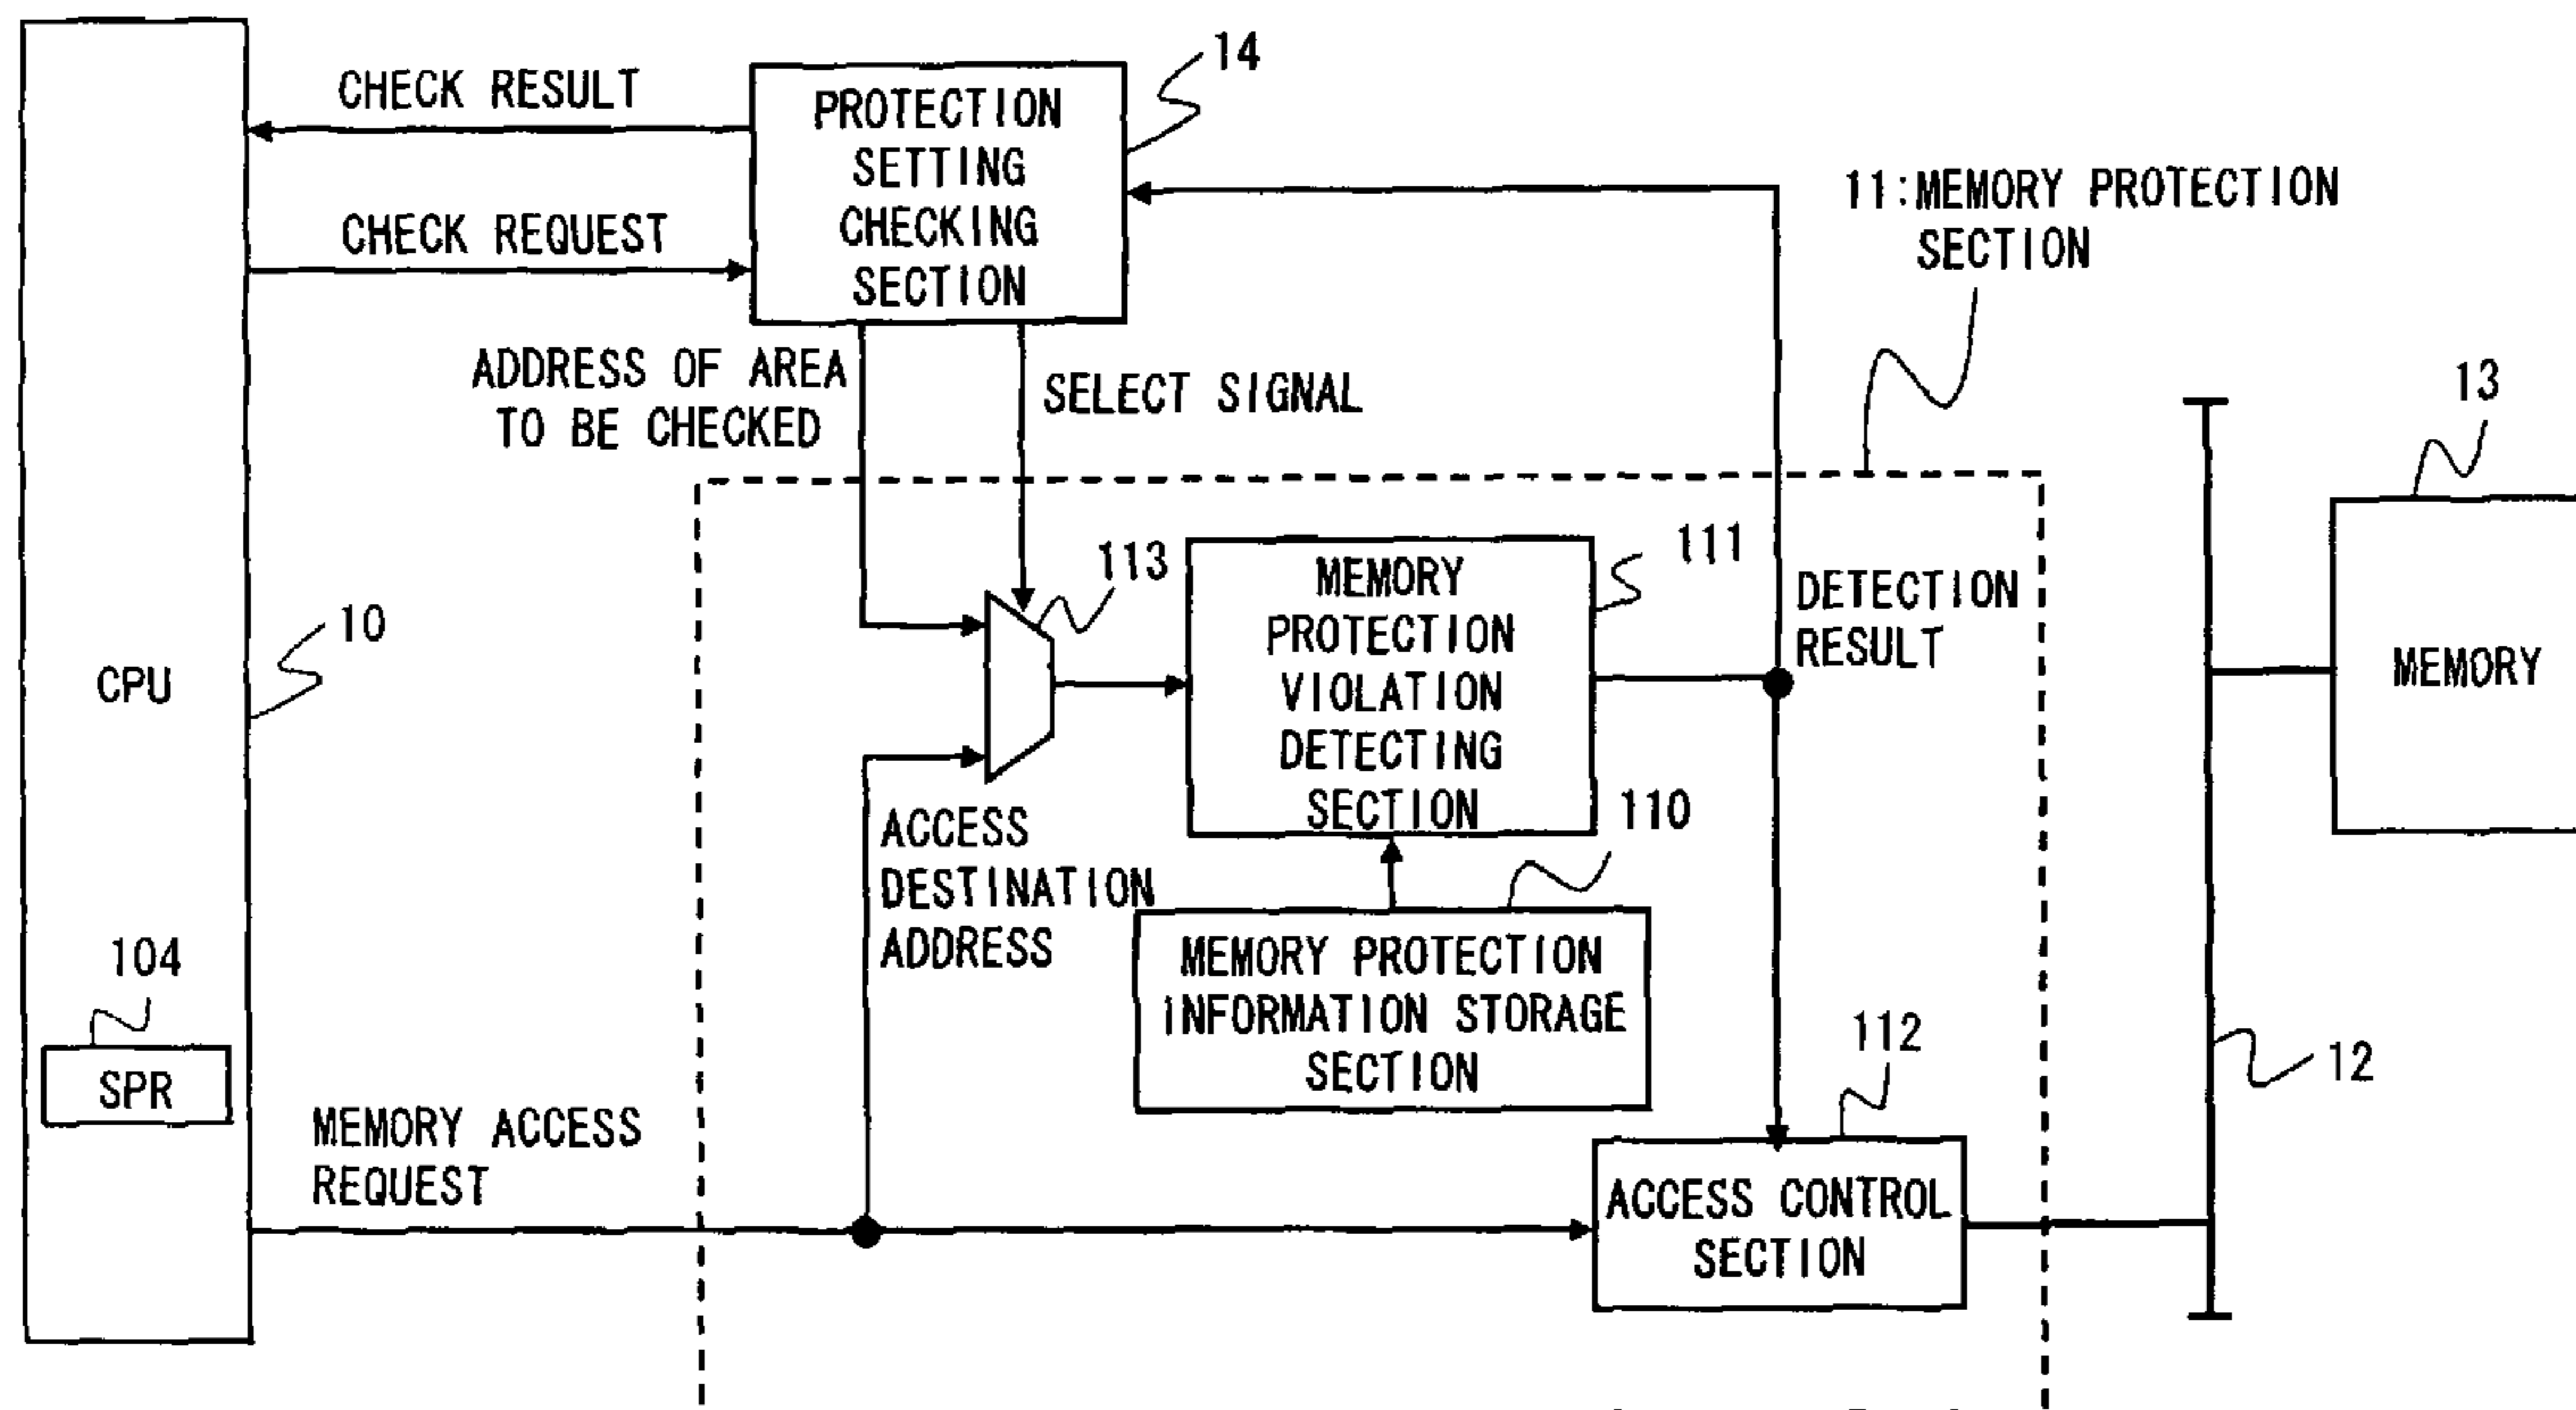 14
CHECK RESULT
PROTECTION
SETTING
CHECKING
SECTION
CHECK REQUEST
11:MEMORY PROTECTION
SECTION
ADDRESS OF AREA
TO BE CHECKED
SELECT SIGNAL
13
MEMORY
113
111
MEMORY
PROTECTION
VIOLATION
DETECTING
SECTION
DETECTION
RESULT
10
CPU
110
ACCESS
DESTINATION
ADDRESS
MEMORY PROTECTION
INFORMATION STORAGE
SECTION
104
SPR
112
12
MEMORY ACCESS
REQUEST
ACCESS CONTROL
SECTION